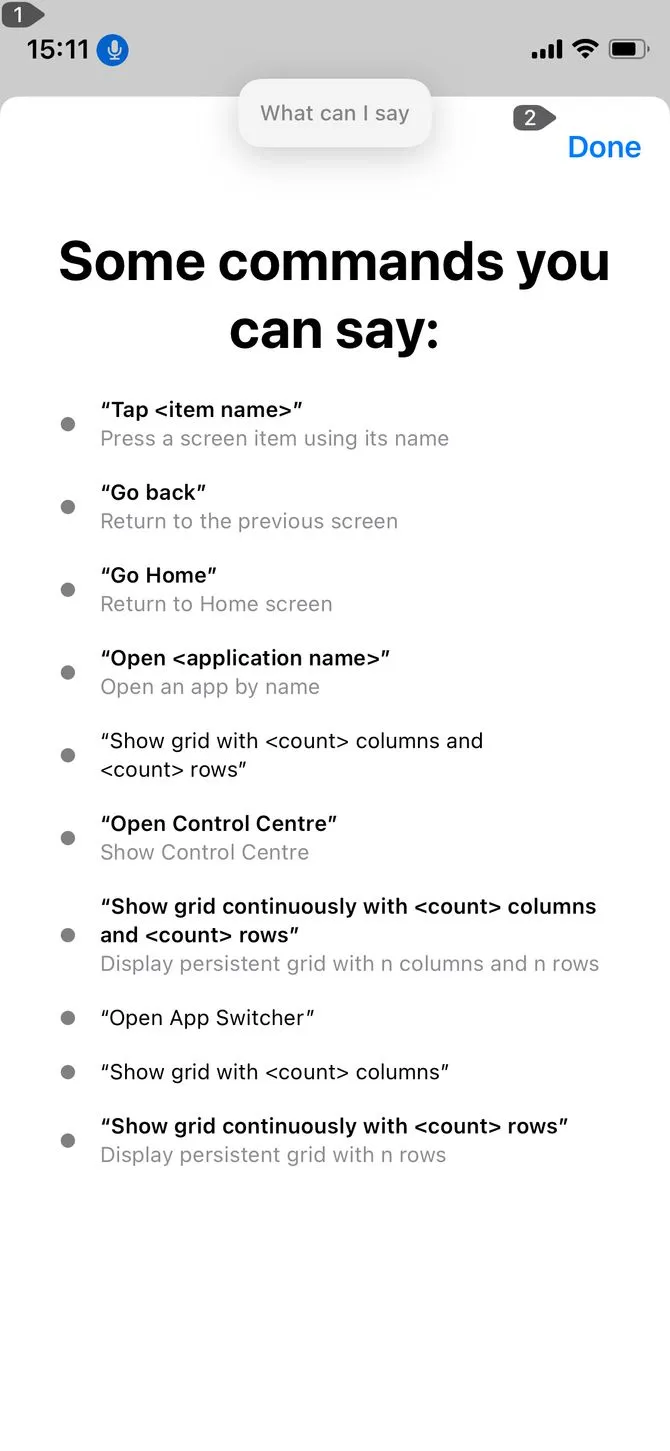 1
15:11
What can I say
2
Done
Some commands you
can say:
“Tap <item name>”
Press a screen item using its name
“Go back”
Return to the previous screen
“Go Home”
Return to Home screen
“Open <application name>”
Open an app by name
“Show grid with <count> columns and
<count> rows”
“Open Control Centre”
Show Control Centre
“Show grid continuously with <count> columns
and <count> rows”
Display persistent grid with n columns and n rows
“Open App Switcher”
“Show grid with <count> columns”
“Show grid continuously with <count> rows”
Display persistent grid with n rows